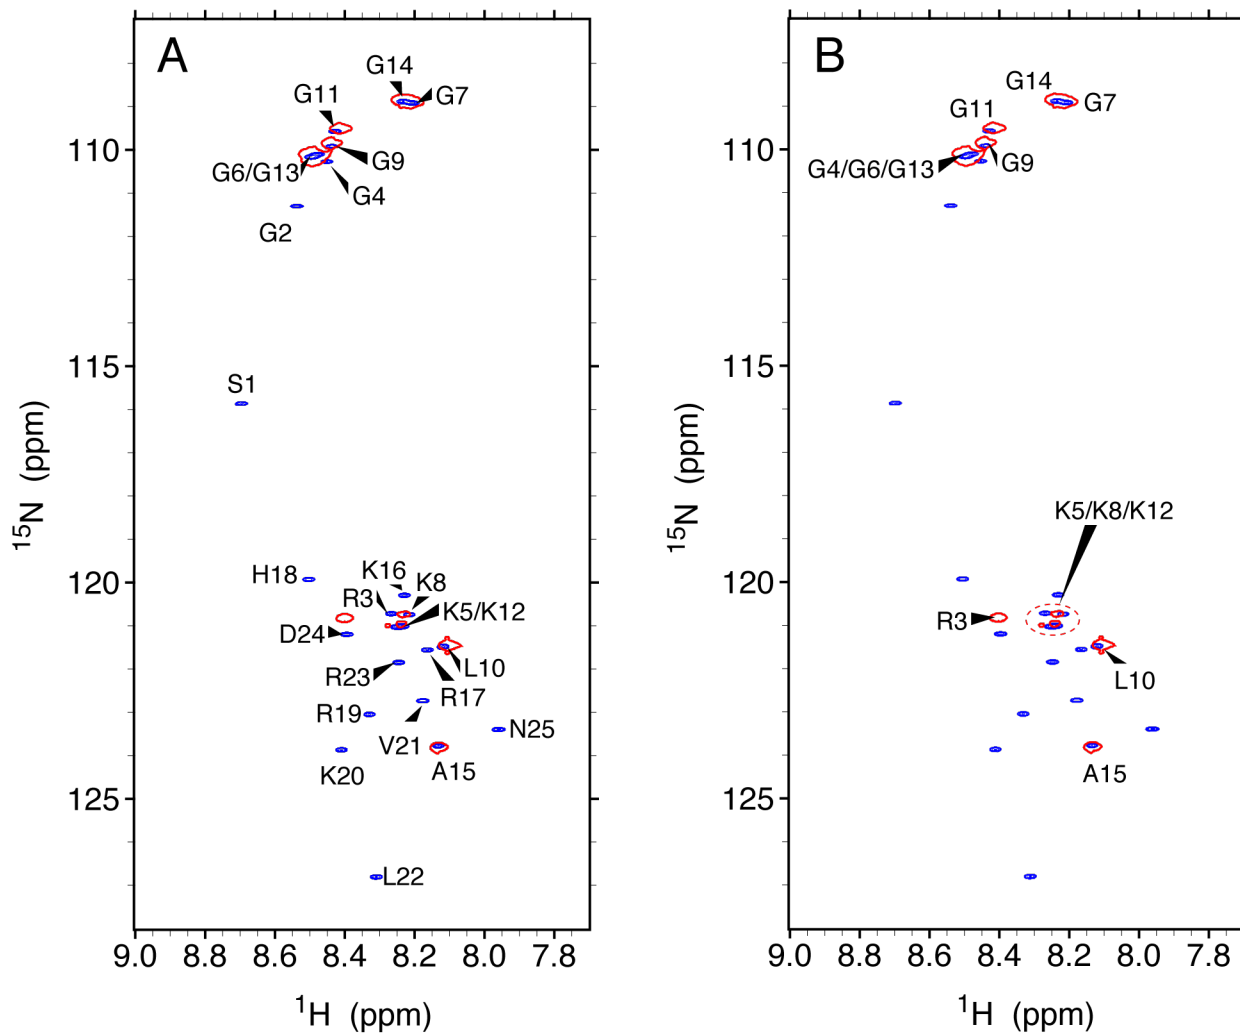 A
G14
G11
G7
G9
G6/G13
G4
G2
S1
H18
K16
K8
R3
K5/K12
D24
L10
R23
R17
R19
V21
N25
K20
A15
L22
110
115
120
125
15N (ppm)
9.0 8.8 8.6 8.4 8.2 8.0 7.8
1H (ppm)
B
G14
G7
G11
G4/G6/G13
G9
K5/K8/K12
R3
L10
A15
110
115
120
125
15N (ppm)
9.0 8.8 8.6 8.4 8.2 8.0 7.8
1H (ppm)